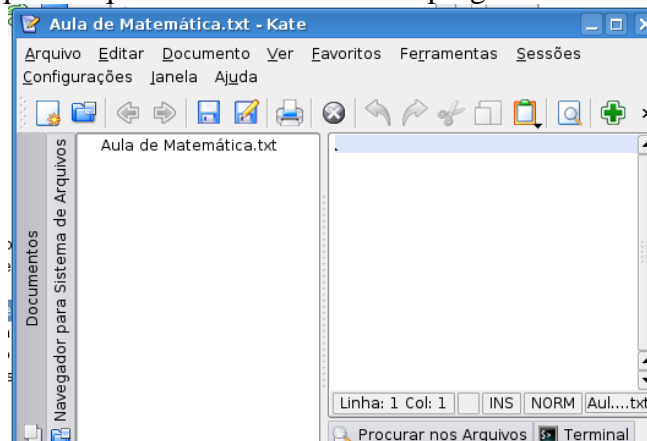 Aula de Matemática.txt - Kate
Arquivo Editar Documento Ver Favoritos Ferramentas Sessões
Configurações Janela Ajuda
Documentos
Navegador para Sistema de Arquivos
Aula de Matemática.txt
.
Linha: 1 Col: 1 INS NORM Aul....txt
Procurar nos Arquivos Terminal